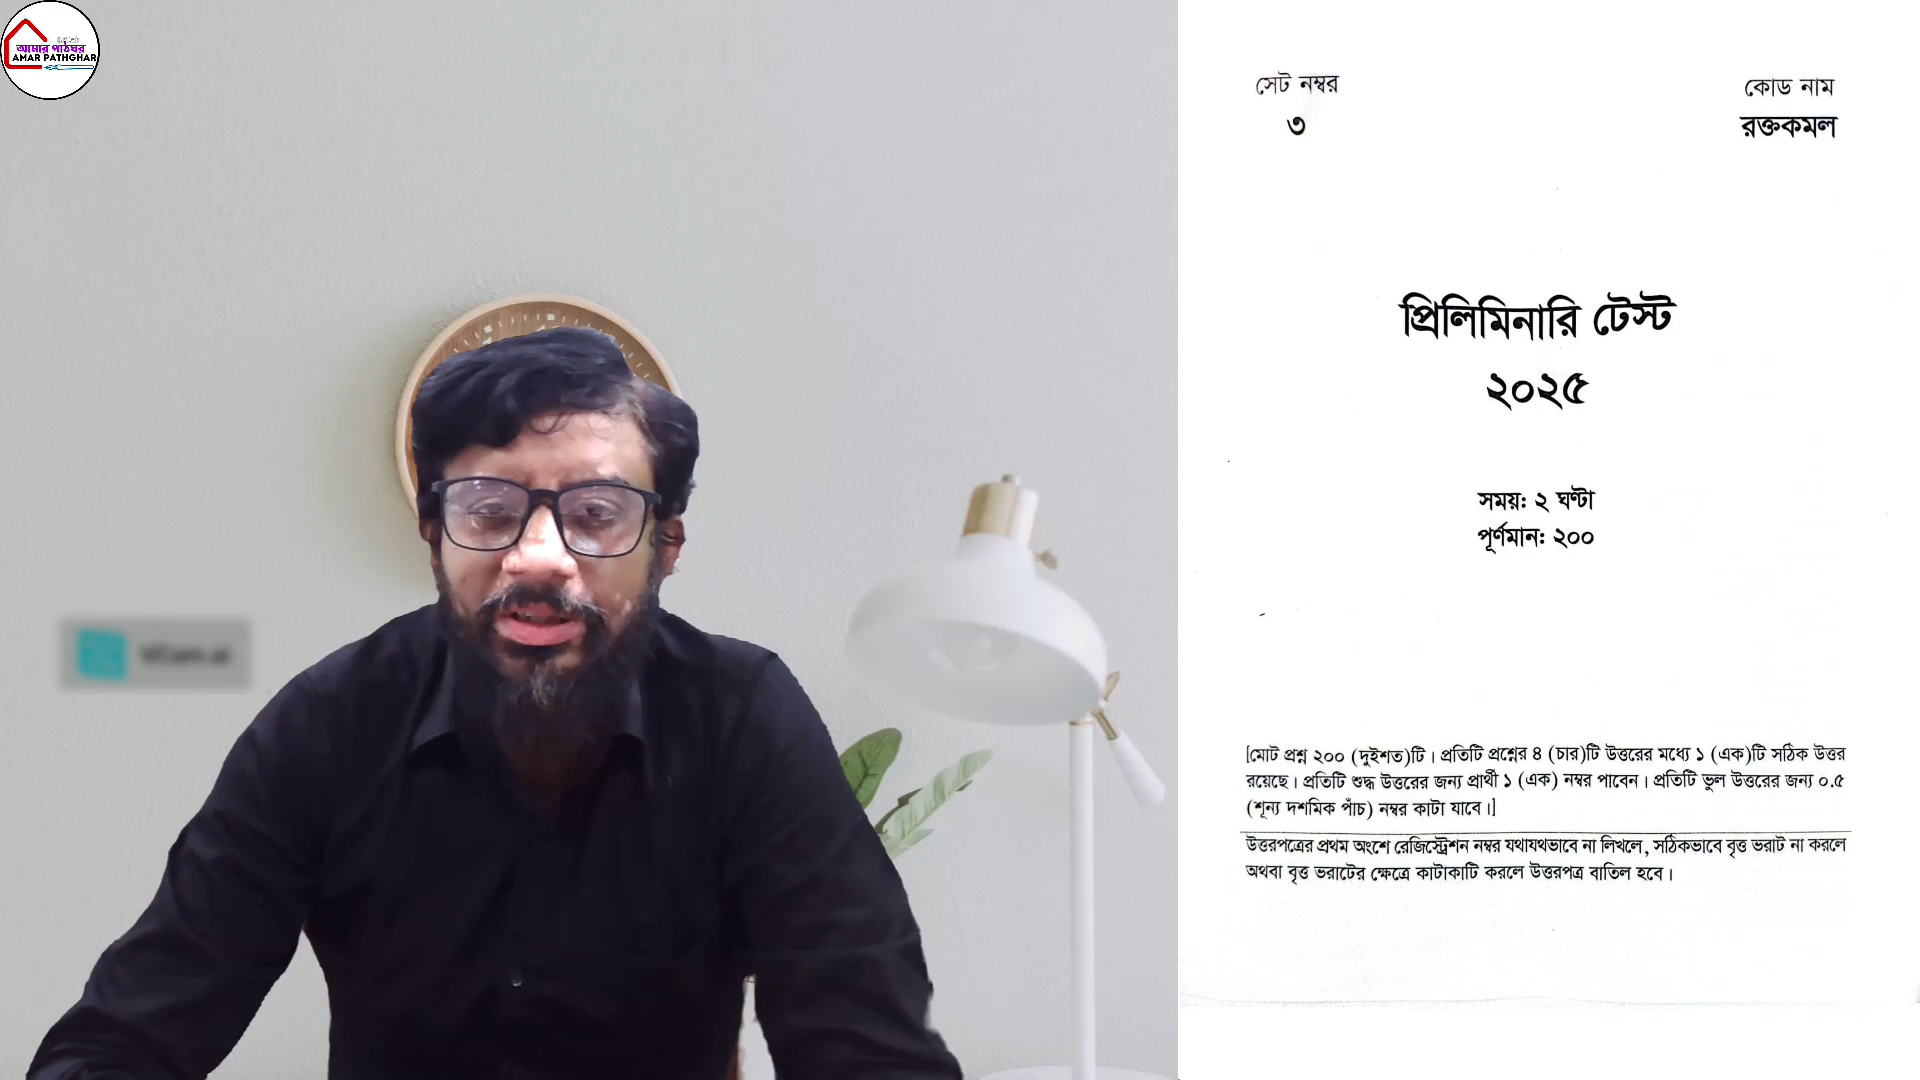 আমার পাঠঘর
AMAR PATHGHAR
সেট নম্বর
৩
কোড নাম
রক্তকমল
প্রিলিমিনারি টেস্ট
২০২৫
সময়: ২ ঘণ্টা
পূর্ণমান: ২০০
[মোট প্রশ্ন ২০০ (দুইশত)টি। প্রতিটি প্রশ্নের ৪ (চার)টি উত্তরের মধ্যে ১ (এক)টি সঠিক উত্তর
রয়েছে। প্রতিটি শুদ্ধ উত্তরের জন্য প্রার্থী ১ (এক) নম্বর পাবেন। প্রতিটি ভুল উত্তরের জন্য ০.৫
(শূন্য দশমিক পাঁচ) নম্বর কাটা যাবে।]
উত্তরপত্রের প্রথম অংশে রেজিস্ট্রেশন নম্বর যথাযথভাবে না লিখলে, সঠিকভাবে বৃত্ত ভরাট না করলে
অথবা বৃত্ত ভরাটের ক্ষেত্রে কাটাকাটি করলে উত্তরপত্র বাতিল হবে।